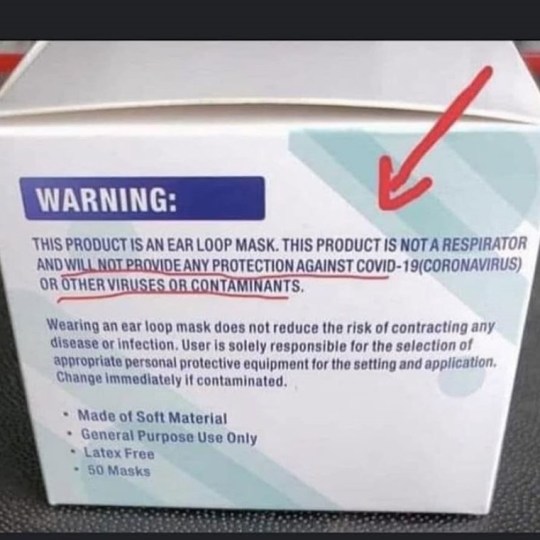 WARNING:
THIS PRODUCT IS AN EAR LOOP MASK. THIS PRODUCT IS NOT A RESPIRATOR
AND WILL NOT PROVIDE ANY PROTECTION AGAINST COVID-19(CORONAVIRUS)
OR OTHER VIRUSES OR CONTAMINANTS.
Wearing an ear loop mask does not reduce the risk of contracting any
disease or infection. User is solely responsible for the selection of
appropriate personal protective equipment for the setting and application.
Change immediately if contaminated.
• Made of Soft Material
• General Purpose Use Only
• Latex Free
• 50 Masks